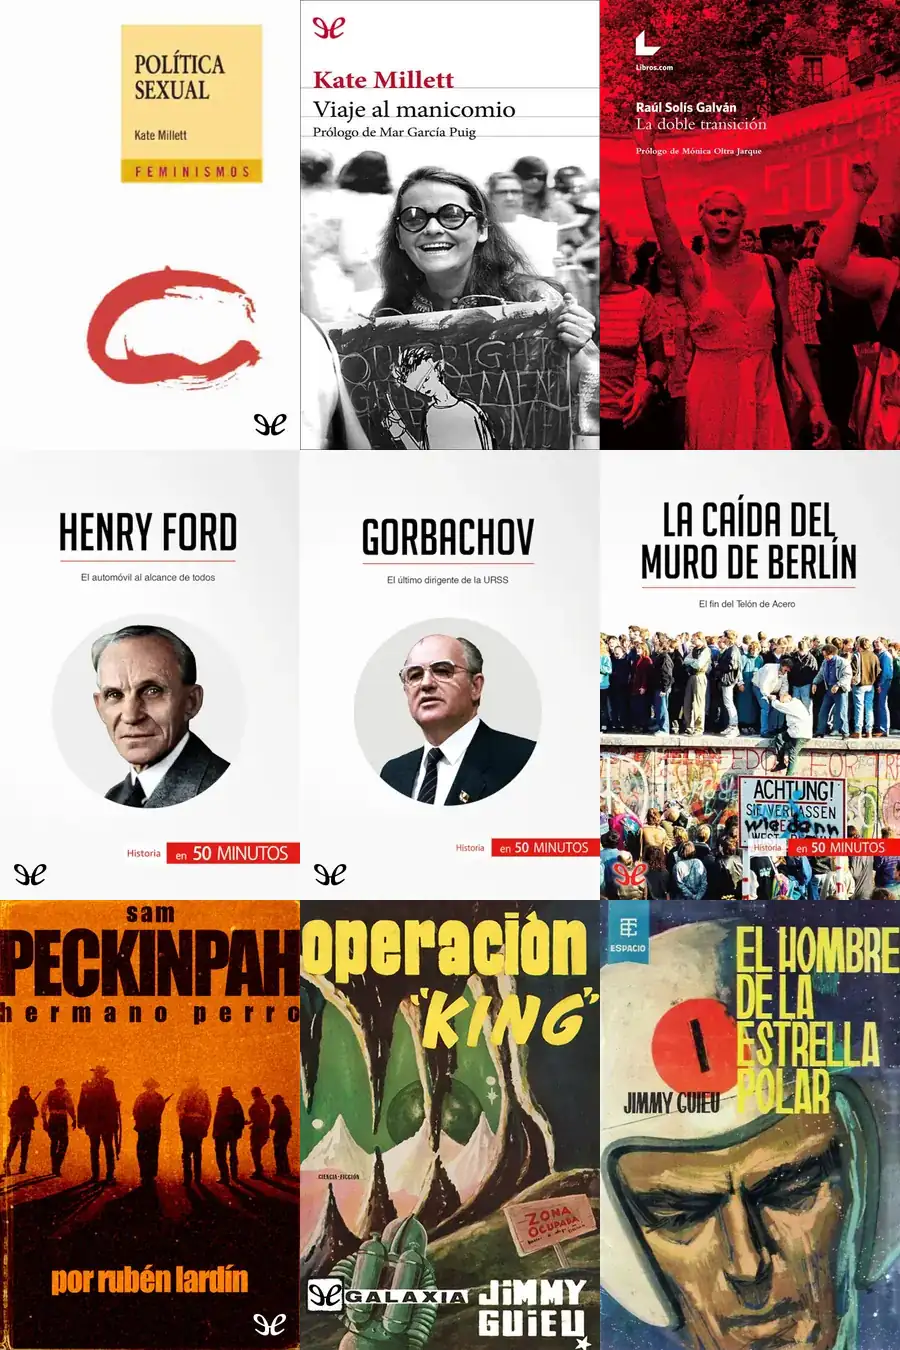 POLÍTICA
SEXUAL
Kate Millett
FEMINISMOS
Kate Millett
Viaje al manicomio
Prólogo de Mar García Puig
Libros.com
Raúl Solís Galván
La doble transición
Prólogo de Mónica Oltra Jarque
HENRY FORD
El automóvil al alcance de todos
Historia
en 50 MINUTOS
GORBACHOV
El último dirigente de la URSS
Historia
en 50 MINUTOS
LA CAÍDA DEL
MURO DE BERLÍN
El fin del Telón de Acero
ACHTUNG!
SIE VERLASSEN
Historia
en 50 MINUTOS
sam
PECKINPAH
hermano perro
por rubén lardín
operación
"KING"
CIENCIA-FICCIÓN
ZONA
OCUPADA
GALAXIA
JIMMY
GUIEU
ESPACIO
EL HOMBRE
DE LA
ESTRELLA
POLAR
JIMMY GUIEU